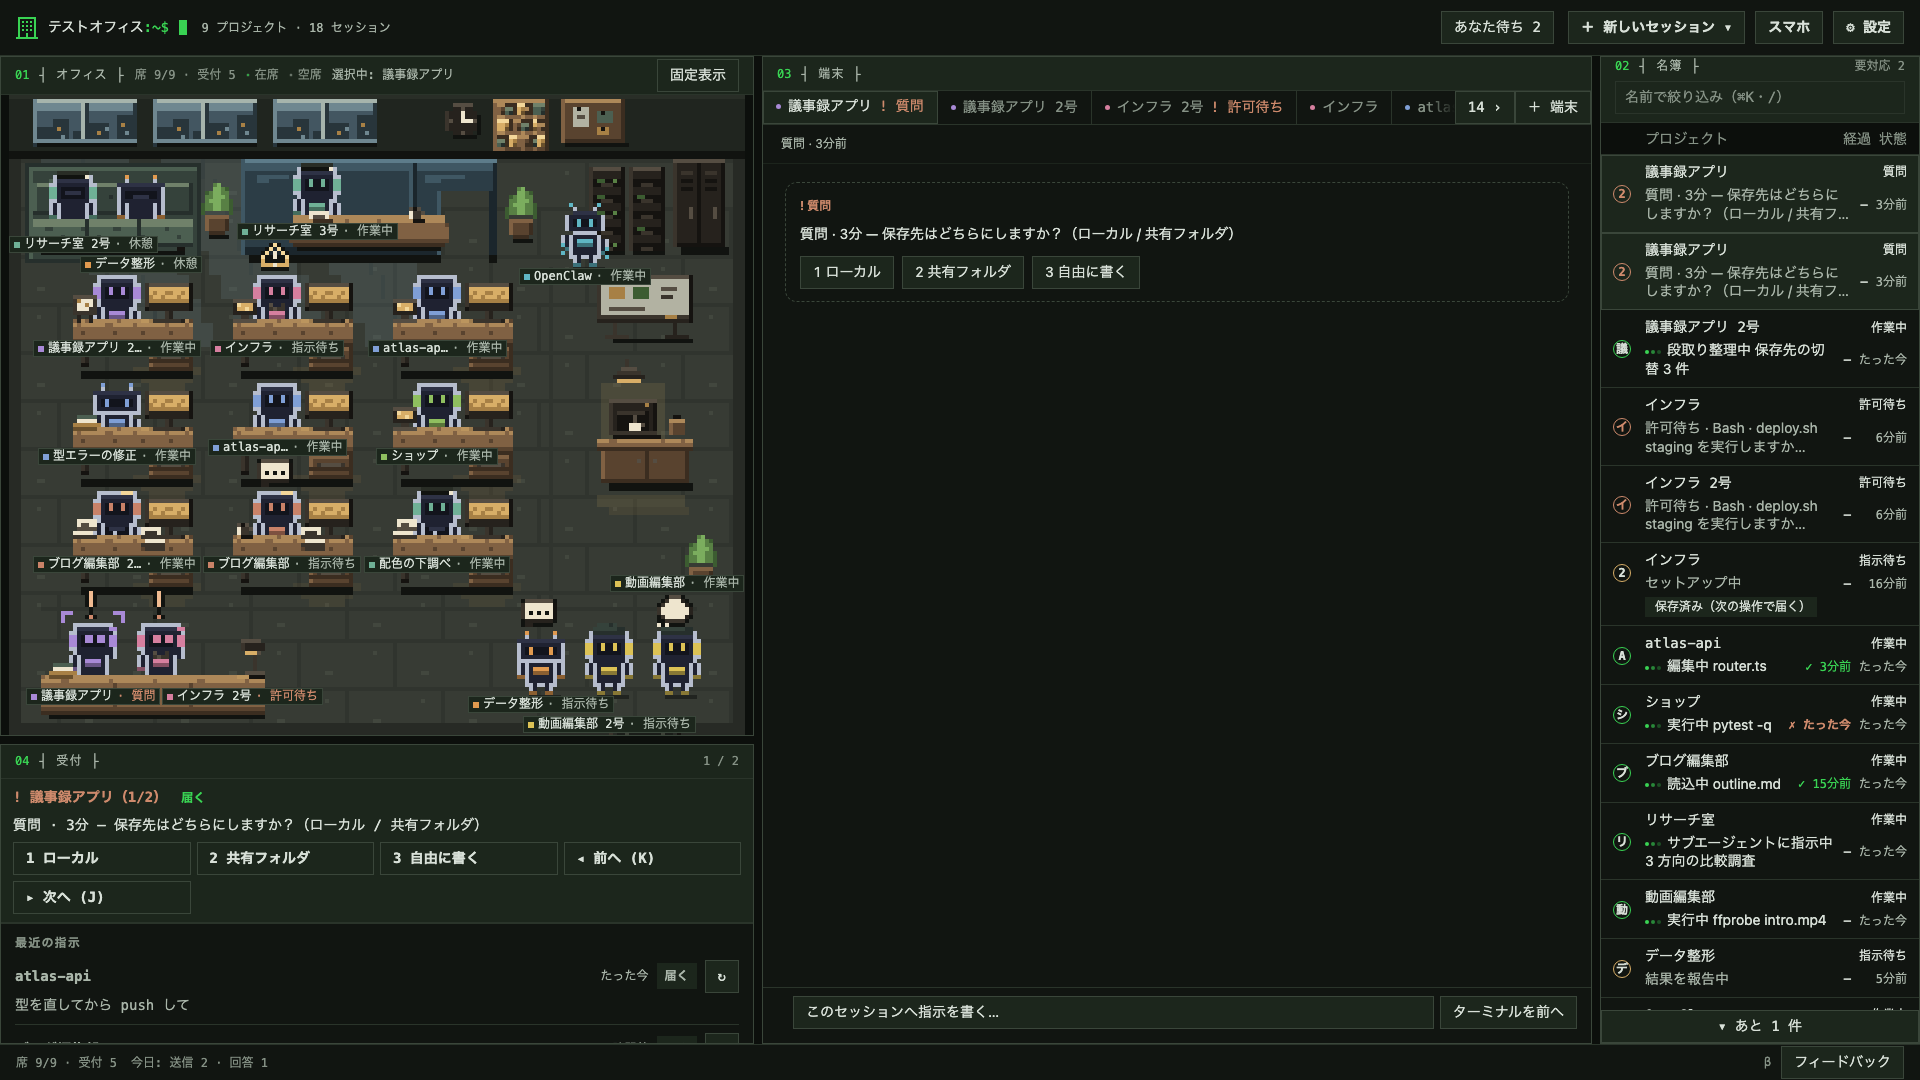 テストオフィス:~$ 9 プロジェクト · 18 セッション
あなた待ち 2
+ 新しいセッション ▾
スマホ
⚙ 設定
01 ┤ オフィス ├ 席 9/9 · 受付 5 ·在席 ·空席 選択中: 議事録アプリ
固定表示
リサーチ室 2号 · 休憩
データ整形 · 休憩
リサーチ室 3号 · 作業中
OpenClaw · 作業中
議事録アプリ 2… · 作業中
インフラ · 指示待ち
atlas-ap… · 作業中
型エラーの修正 · 作業中
atlas-ap… · 作業中
ショップ · 作業中
ブログ編集部 2… · 作業中
ブログ編集部 · 指示待ち
配色の下調べ · 作業中
動画編集部 · 作業中
議事録アプリ · 質問
インフラ 2号 · 許可待ち
データ整形 · 指示待ち
動画編集部 2号 · 指示待ち
04 ┤ 受付 ├
1 / 2
! 議事録アプリ (1/2) 届く
質問 · 3分 — 保存先はどちらにしますか？（ローカル / 共有フォルダ）
1 ローカル
2 共有フォルダ
3 自由に書く
◂ 前へ (K)
▸ 次へ (J)
最近の指示
atlas-api
たった今 届く ↻
型を直してから push して
席 9/9 · 受付 5 今日: 送信 2 · 回答 1
03 ┤ 端末 ├
議事録アプリ ! 質問
議事録アプリ 2号
インフラ 2号 ! 許可待ち
インフラ
atla
14 ›
+ 端末
質問 · 3分前
! 質問
質問 · 3分 — 保存先はどちらにしますか？（ローカル / 共有フォルダ）
1 ローカル
2 共有フォルダ
3 自由に書く
このセッションへ指示を書く…
ターミナルを前へ
02 ┤ 名簿 ├
要対応 2
名前で絞り込み（⌘K · /）
プロジェクト
経過 状態
2 議事録アプリ 質問
質問 · 3分 — 保存先はどちらに
しますか？（ローカル / 共有フ… — 3分前
2 議事録アプリ 質問
質問 · 3分 — 保存先はどちらに
しますか？（ローカル / 共有フ… — 3分前
議 議事録アプリ 2号 作業中
段取り整理中 保存先の切
替 3 件 — たった今
イ インフラ 許可待ち
許可待ち · Bash · deploy.sh
staging を実行しますか… — 6分前
イ インフラ 2号 許可待ち
許可待ち · Bash · deploy.sh
staging を実行しますか… — 6分前
2 インフラ 指示待ち
セットアップ中 — 16分前
保存済み（次の操作で届く）
A atlas-api 作業中
編集中 router.ts ✓ 3分前 たった今
シ ショップ 作業中
実行中 pytest -q ✗ たった今 たった今
ブ ブログ編集部 作業中
読込中 outline.md ✓ 15分前 たった今
リ リサーチ室 作業中
サブエージェントに指示中
3 方向の比較調査 — たった今
動 動画編集部 作業中
実行中 ffprobe intro.mp4 — たった今
デ データ整形 指示待ち
結果を報告中 — 5分前
▾ あと 1 件
β フィードバック